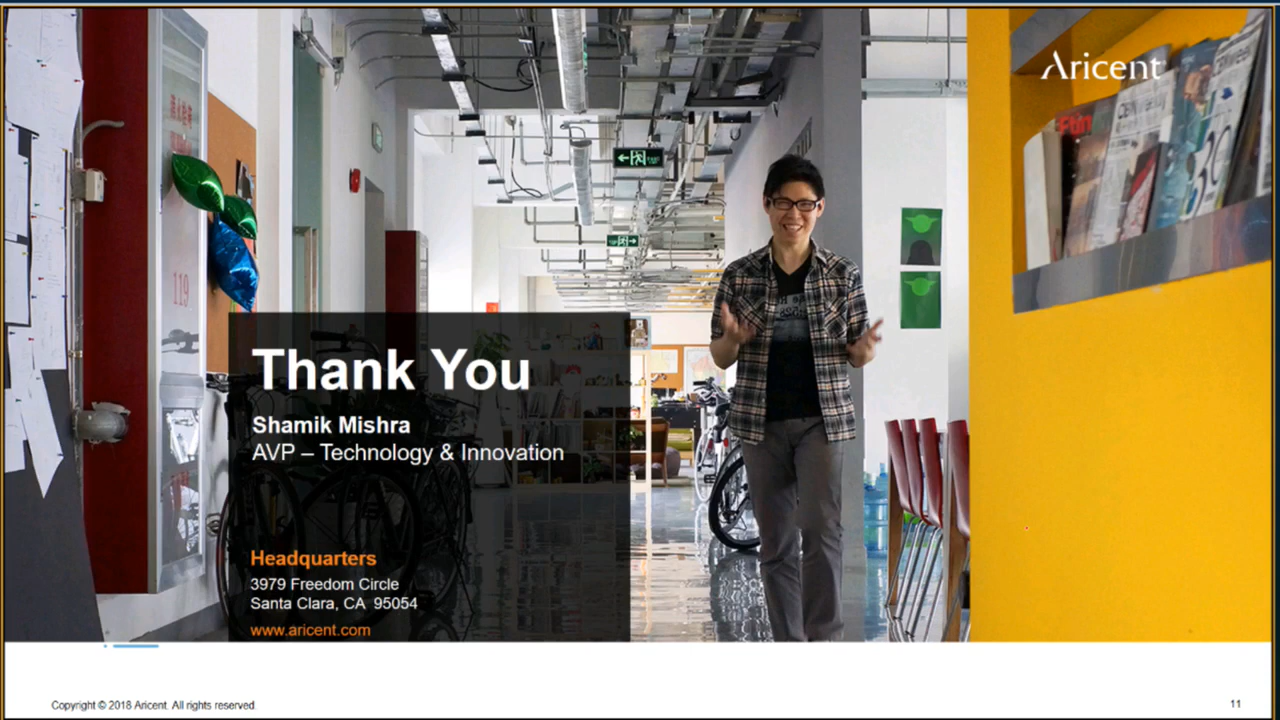 Aricent
119
Thank You
Shamik Mishra
AVP – Technology & Innovation
Headquarters
3979 Freedom Circle
Santa Clara, CA 95054
www.aricent.com
Copyright © 2018 Aricent. All rights reserved.
11